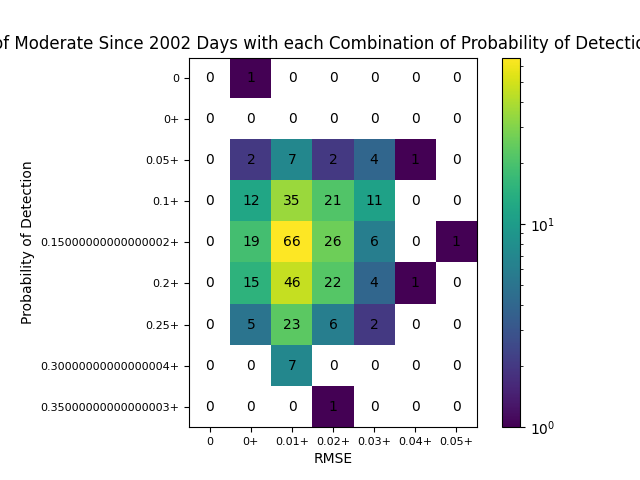 of Moderate Since 2002 Days with each Combination of Probability of Detectio
0 0 1 0 0 0 0 0
0+ 0 0 0 0 0 0 0
0.05+ 0 2 7 2 4 1 0
0.1+ 0 12 35 21 11 0 0
0.15000000000000002+ 0 19 66 26 6 0 1
0.2+ 0 15 46 22 4 1 0
0.25+ 0 5 23 6 2 0 0
0.30000000000000004+ 0 0 7 0 0 0 0
0.35000000000000003+ 0 0 0 1 0 0 0
0 0+ 0.01+ 0.02+ 0.03+ 0.04+ 0.05+
RMSE
Probability of Detection
10¹
10⁰